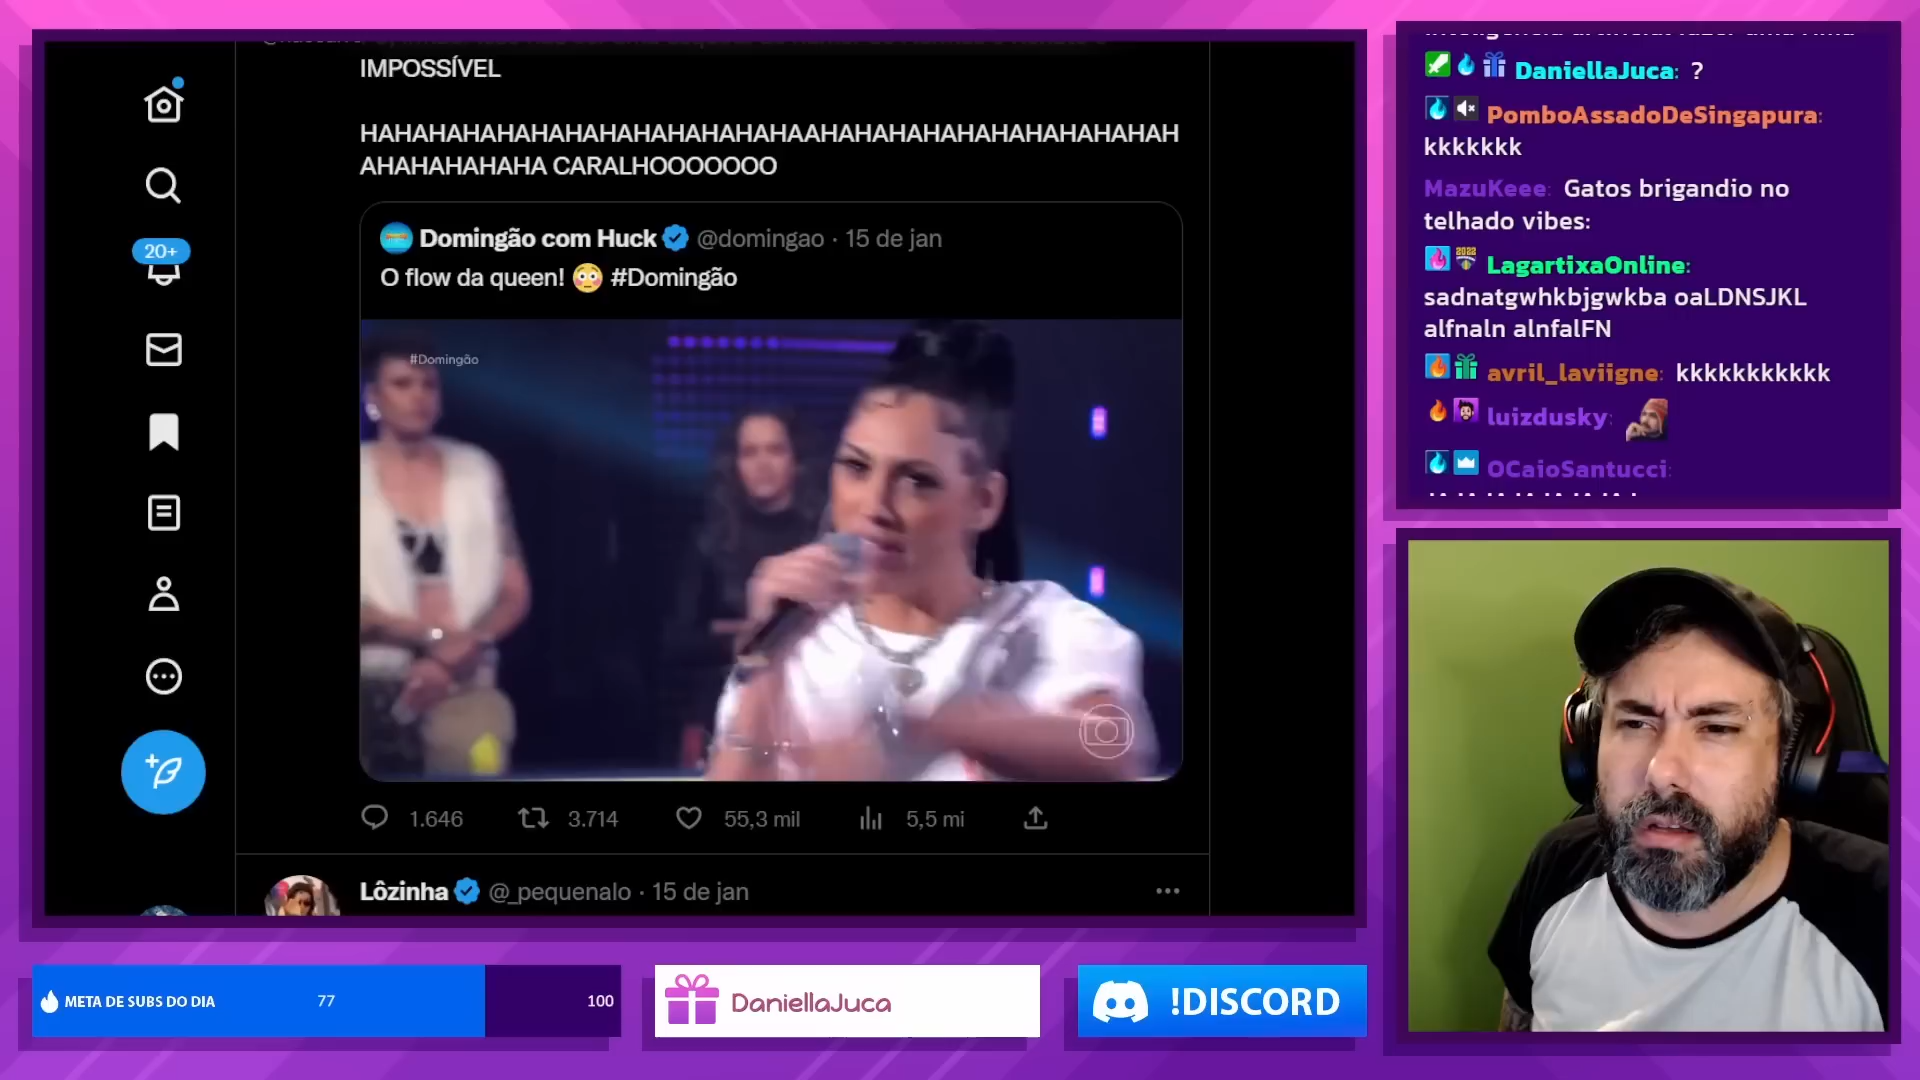 IMPOSSÍVEL
HAHAHAHAHAHAHAHAHAHAHAHAHAAHAHAHAHAHAHAHAHAHAHAH
AHAHAHAHAHA CARALHOOOOOOO
Domingão com Huck @domingao · 15 de jan
O flow da queen! 😳 #Domingão
#Domingão
1.646 3.714 55,3 mil 5,5 mi
Lôzinha @_pequenalo · 15 de jan
20+
DaniellaJuca: ?
PomboAssadoDeSingapura:
kkkkkkk
MazuKeee: Gatos brigandio no
telhado vibes:
LagartixaOnline:
sadnatgwhkbjgwkba oaLDNSJKL
alfnaln alnfalFN
avril_laviigne: kkkkkkkkkkk
luizdusky:
OCaioSantucci:
META DE SUBS DO DIA 77 100
DaniellaJuca
!DISCORD